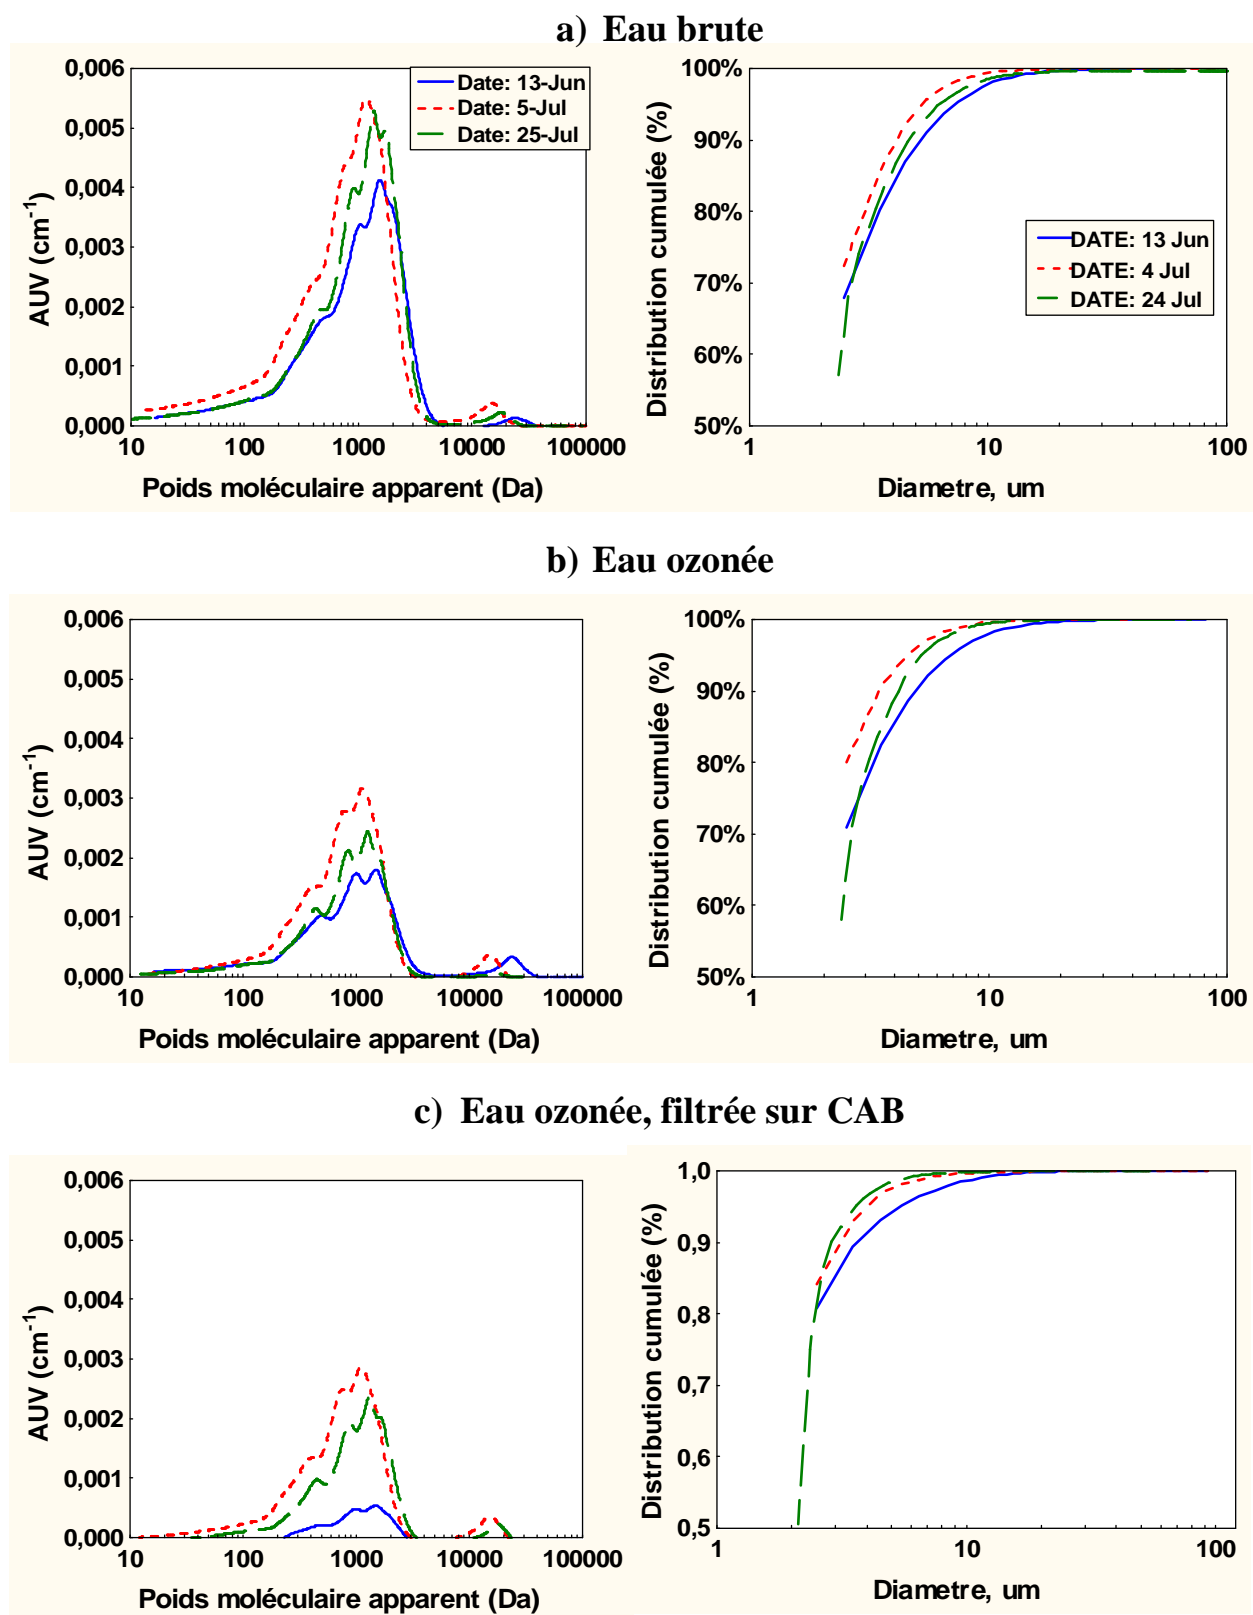 a) Eau brute
AUV (cm-1)
0,006
0,005
0,004
0,003
0,002
0,001
0,000
10 100 1000 10000 100000
Poids moléculaire apparent (Da)
Date: 13-Jun
Date: 5-Jul
Date: 25-Jul
Distribution cumulée (%)
100%
90%
80%
70%
60%
50%
1 10 100
Diametre, um
DATE: 13 Jun
DATE: 4 Jul
DATE: 24 Jul
b) Eau ozonée
AUV (cm-1)
0,006
0,005
0,004
0,003
0,002
0,001
0,000
10 100 1000 10000 100000
Poids moléculaire apparent (Da)
Distribution cumulée (%)
100%
90%
80%
70%
60%
50%
1 10 100
Diametre, um
c) Eau ozonée, filtrée sur CAB
AUV (cm-1)
0,006
0,005
0,004
0,003
0,002
0,001
0,000
10 100 1000 10000 100000
Poids moléculaire apparent (Da)
Distribution cumulée (%)
1,0
0,9
0,8
0,7
0,6
0,5
1 10 100
Diametre, um